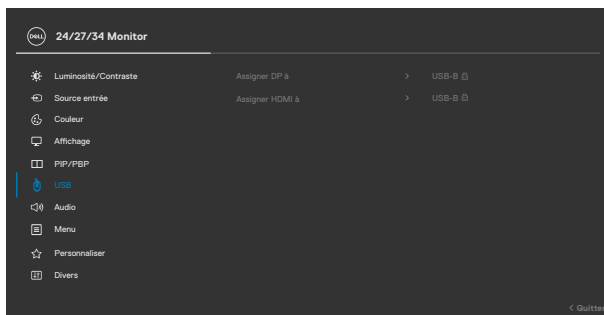 DELL
24/27/34 Monitor
Luminosité/Contraste
Assigner DP à > USB-B
Source entrée
Assigner HDMI à > USB-B
Couleur
Affichage
PIP/PBP
USB
Audio
Menu
Personnaliser
Divers
< Quitter